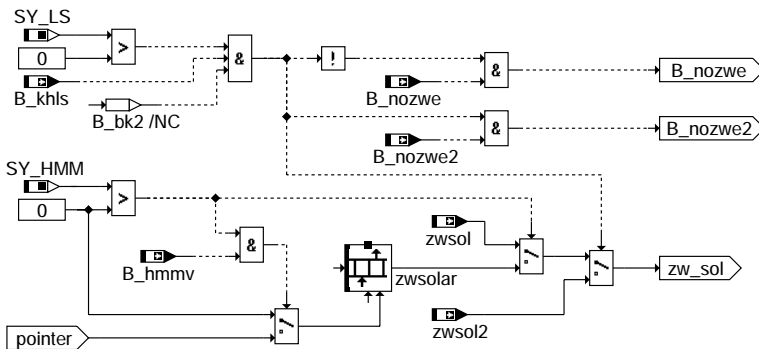 SY_LS
>
0
B_khls
&
B_bk2 /NC
!
B_nozwe
&
B_nozwe
B_nozwe2
&
B_nozwe2
SY_HMM
>
0
B_hmmv
&
zwsolar
zwsol
zwsol2
zw_sol
pointer